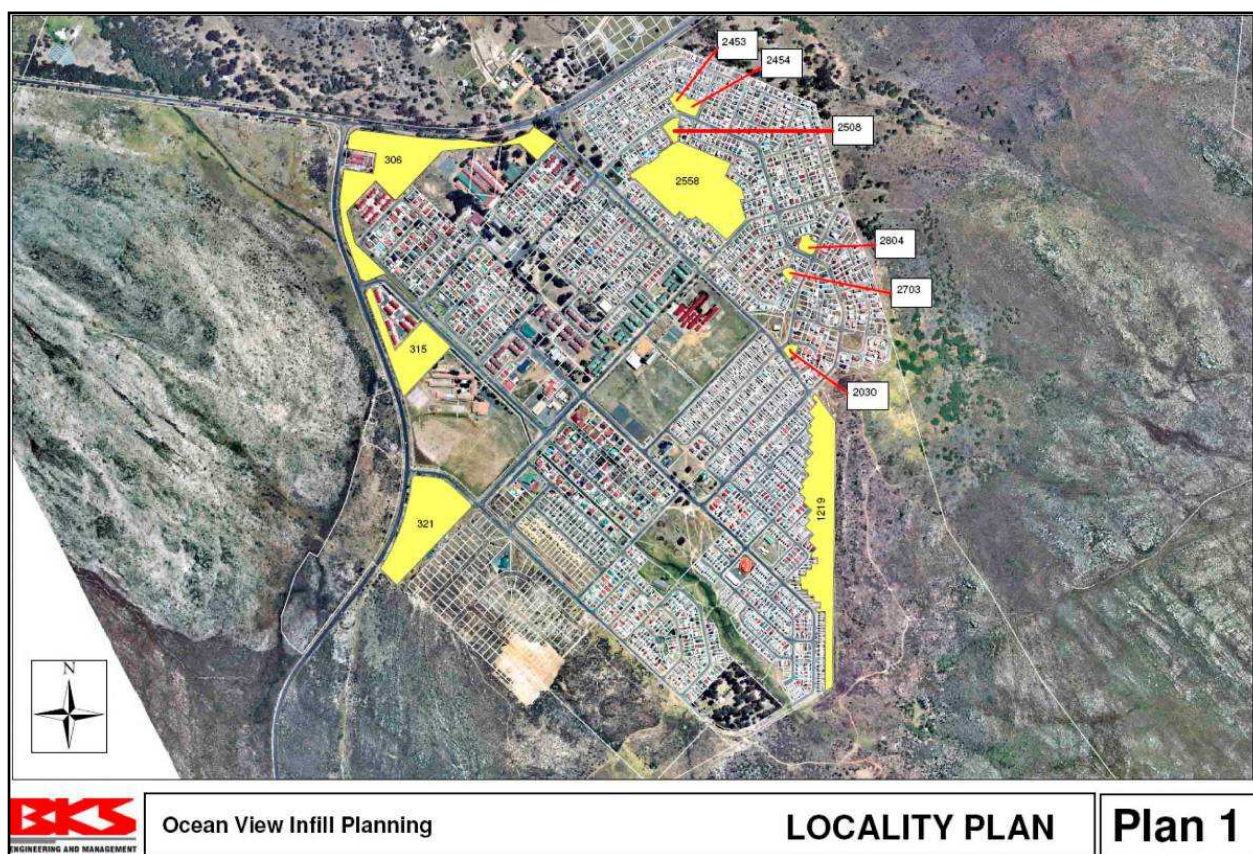 2453
2454
2508
306
2558
2804
2703
315
2030
1219
321
N
BKS
ENGINEERING AND MANAGEMENT
Ocean View Infill Planning
LOCALITY PLAN
Plan 1